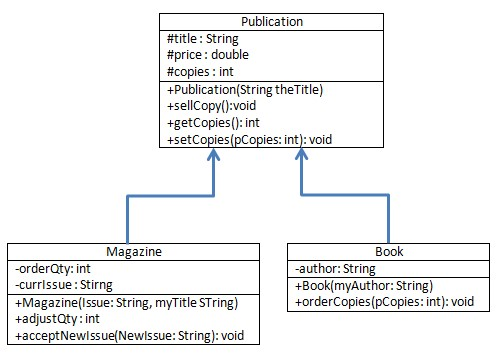 Publication
#title : String
#price : double
#copies : int
+Publication(String theTitle)
+sellCopy():void
+getCopies(): int
+setCopies(pCopies: int): void
Magazine
-orderQty: int
-currIssue : Stirng
+Magazine(Issue: String, myTitle STring)
+adjustQty : int
+acceptNewIssue(NewIssue: String): void
Book
-author: String
+Book(myAuthor: String)
+orderCopies(pCopies: int): void